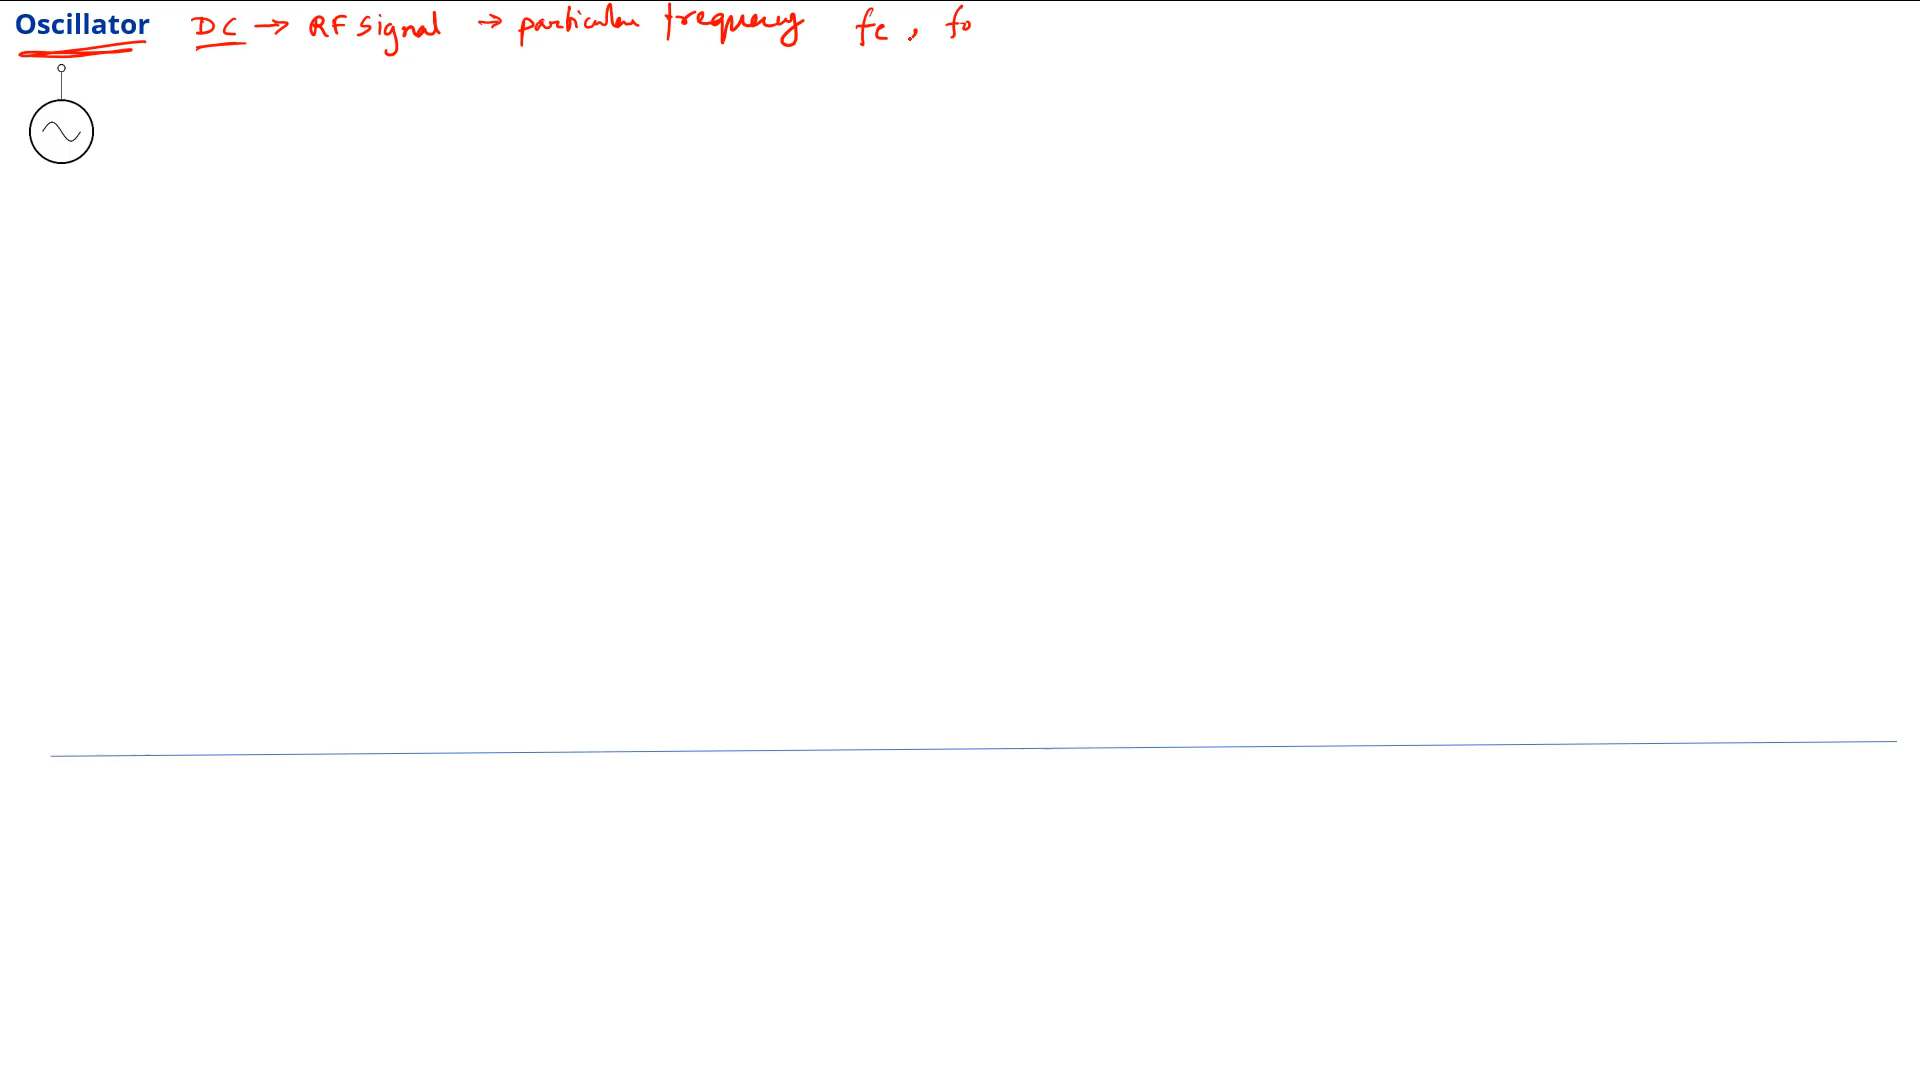 Oscillator DC → RF Signal → particular frequency fc, fo